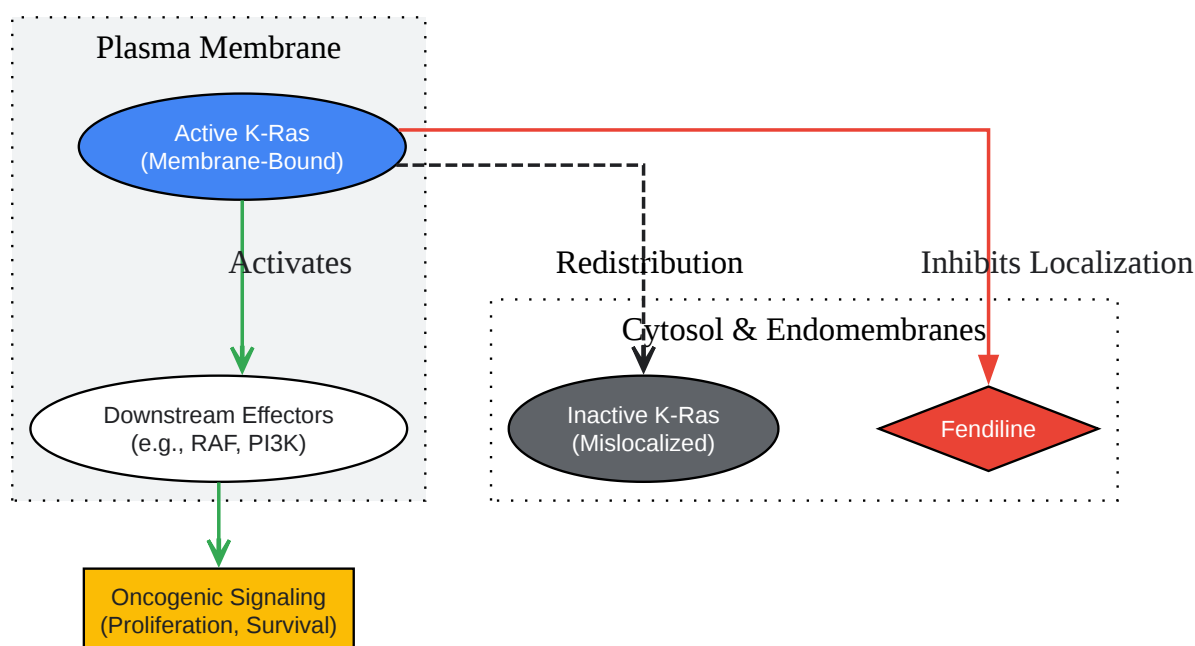 Plasma Membrane
Active K-Ras
(Membrane-Bound)
Activates
Redistribution
Inhibits Localization
Cytosol & Endomembranes
Downstream Effectors
(e.g., RAF, PI3K)
Inactive K-Ras
(Mislocalized)
Fendiline
Oncogenic Signaling
(Proliferation, Survival)